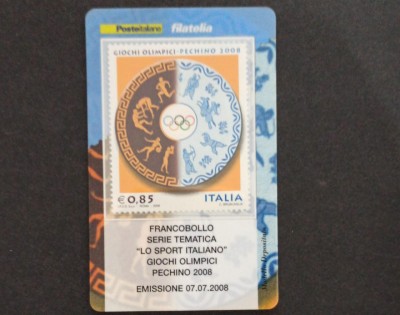 Posteitaliane filatelia
GIOCHI OLIMPICI PECHINO 2008
€ 0,85 ITALIA
FRANCOBOLLO
SERIE TEMATICA
"LO SPORT ITALIANO"
GIOCHI OLIMPICI
PECHINO 2008
EMISSIONE 07.07.2008